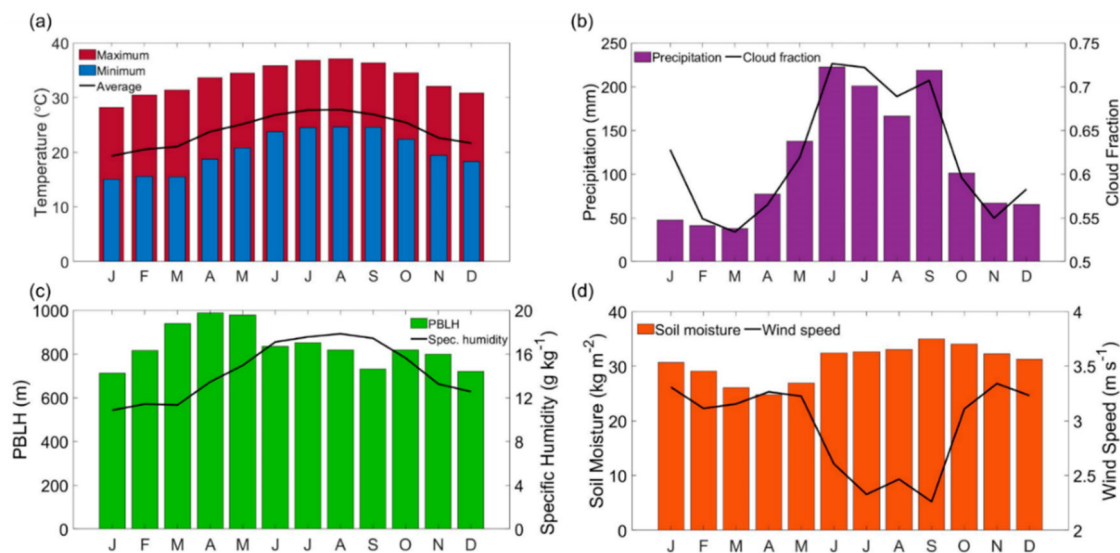 (a)
Temperature (°C)
40
30
20
10
0
Maximum
Minimum
Average
J F M A M J J A S O N D
(b)
Precipitation (mm)
250
200
150
100
50
0
Precipitation Cloud fraction
0.75
0.7
0.65
0.6
0.55
0.5
Cloud Fraction
J F M A M J J A S O N D
(c)
PBLH (m)
1000
800
600
400
200
0
PBLH
Spec. humidity
20
16
12
8
4
0
Specific Humidity (g kg-1)
J F M A M J J A S O N D
(d)
Soil Moisture (kg m-2)
40
30
20
10
0
Soil moisture Wind speed
4
3.5
3
2.5
2
Wind Speed (m s-1)
J F M A M J J A S O N D